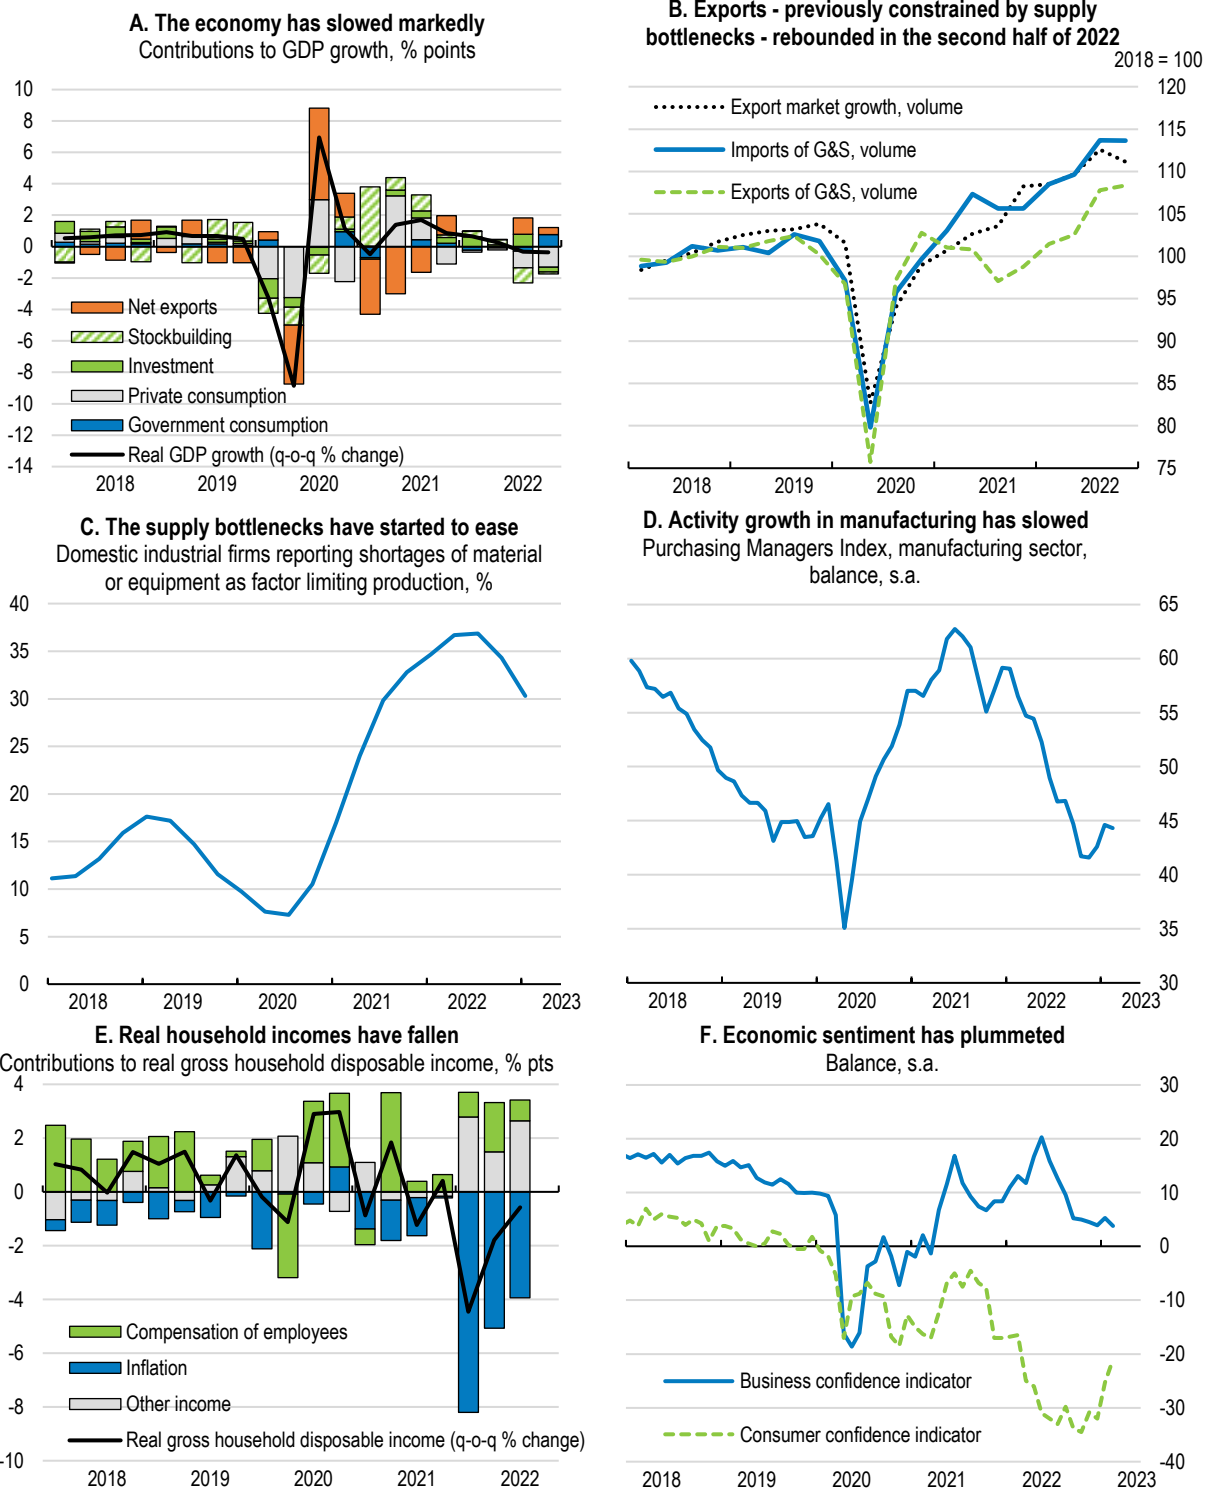 A. The economy has slowed markedly
Contributions to GDP growth, % points
10
8
6
4
2
0
-2
-4
-6
-8
-10
-12
-14
Net exports
Stockbuilding
Investment
Private consumption
Government consumption
Real GDP growth (q-o-q % change)
2018 2019 2020 2021 2022
B. Exports - previously constrained by supply
bottlenecks - rebounded in the second half of 2022
2018 = 100
120
115
110
105
100
95
90
85
80
75
Export market growth, volume
Imports of G&S, volume
Exports of G&S, volume
2018 2019 2020 2021 2022
C. The supply bottlenecks have started to ease
Domestic industrial firms reporting shortages of material
or equipment as factor limiting production, %
40
35
30
25
20
15
10
5
0
2018 2019 2020 2021 2022 2023
D. Activity growth in manufacturing has slowed
Purchasing Managers Index, manufacturing sector,
balance, s.a.
65
60
55
50
45
40
35
30
2018 2019 2020 2021 2022 2023
E. Real household incomes have fallen
Contributions to real gross household disposable income, % pts
4
2
0
-2
-4
-6
-8
-10
Compensation of employees
Inflation
Other income
Real gross household disposable income (q-o-q % change)
2018 2019 2020 2021 2022
F. Economic sentiment has plummeted
Balance, s.a.
30
20
10
0
-10
-20
-30
-40
Business confidence indicator
Consumer confidence indicator
2018 2019 2020 2021 2022 2023